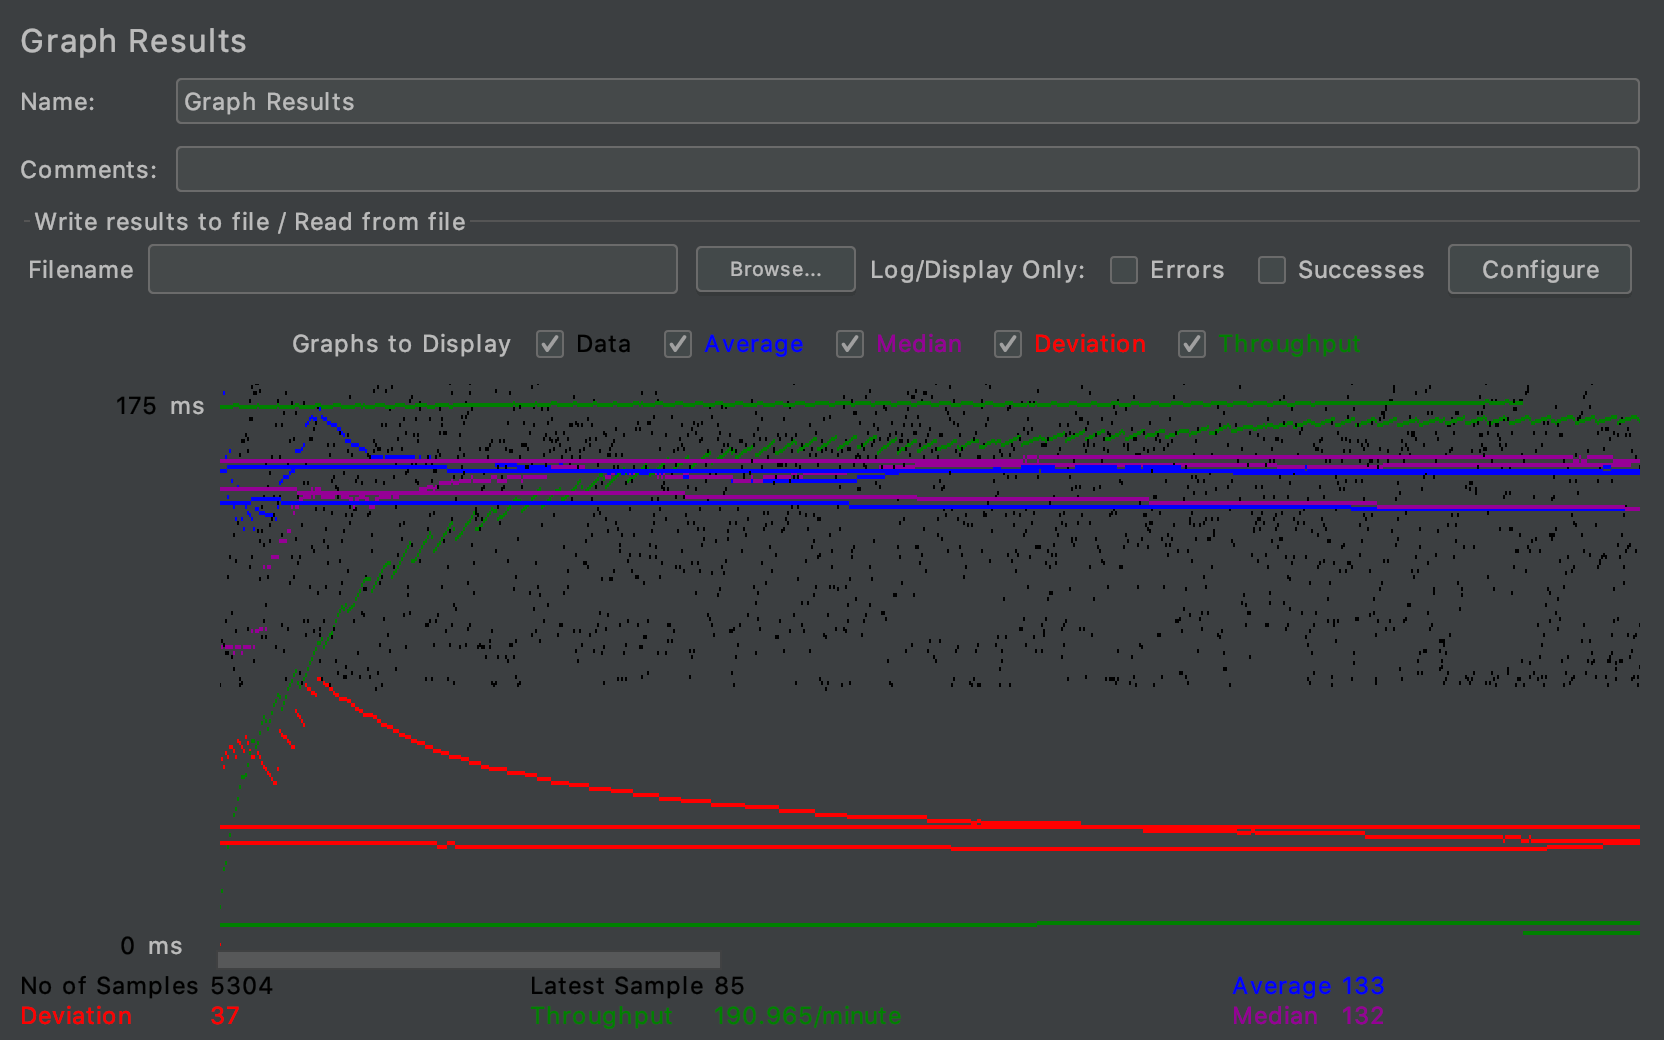 Graph Results
Name: Graph Results
Comments:
Write results to file / Read from file
Filename Browse... Log/Display Only: Errors Successes Configure
Graphs to Display Data Average Median Deviation Throughput
175 ms
0 ms
No of Samples 5304 Latest Sample 85 Average 133
Deviation 37 Throughput 190.965/minute Median 132